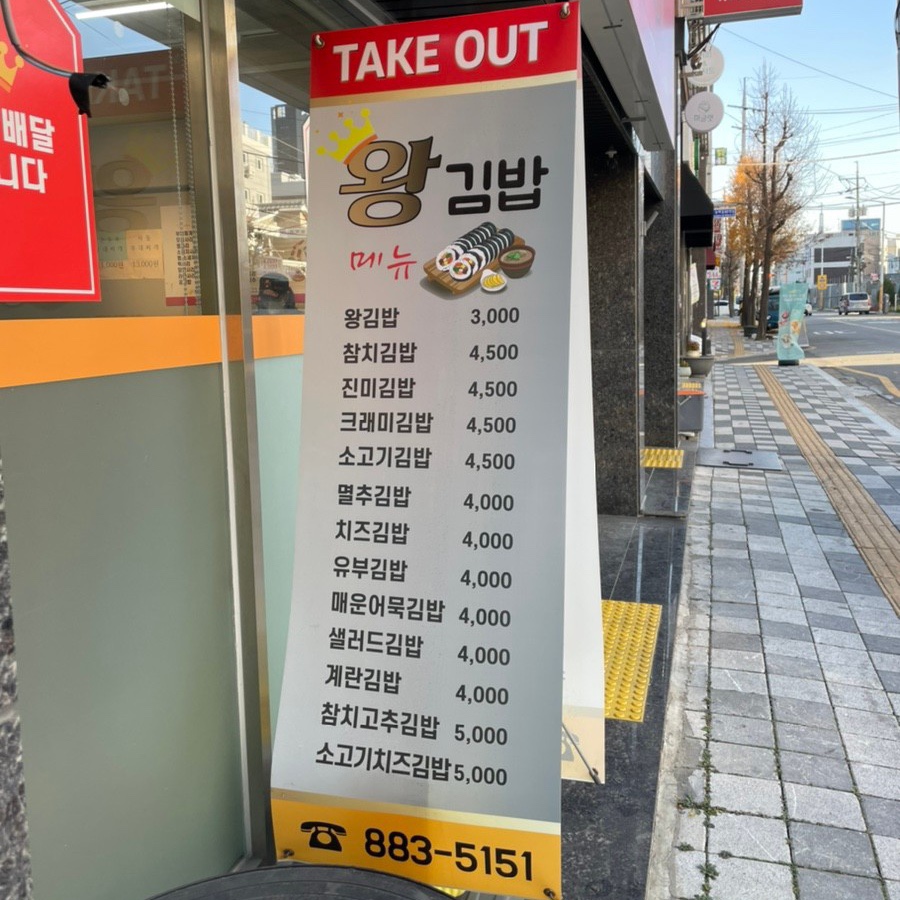 TAKE OUT
왕김밥
메뉴
왕김밥 3,000
참치김밥 4,500
진미김밥 4,500
크래미김밥 4,500
소고기김밥 4,500
멸추김밥 4,000
치즈김밥 4,000
유부김밥 4,000
매운어묵김밥 4,000
샐러드김밥 4,000
계란김밥 4,000
참치고추김밥 5,000
소고기치즈김밥 5,000
☎ 883-5151
배달
니다